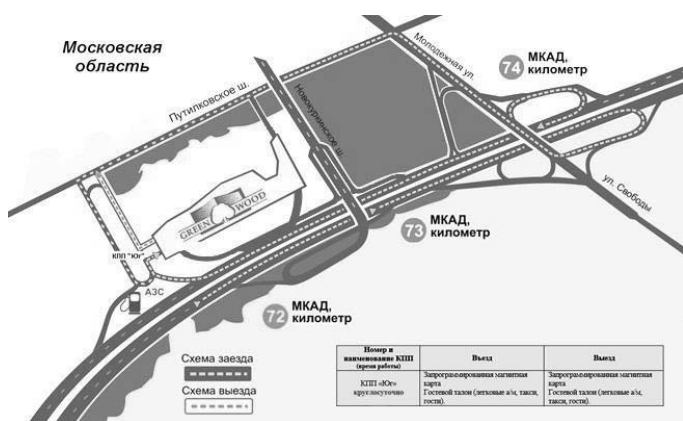 Московская
область
Молодежная ул.
74
МКАД,
километр
Путилковское ш.
Новокуркинское ш.
ул. Свободы
GREEN WOOD
КПП "Юг"
73
МКАД,
километр
АЗС
72
МКАД,
километр
Схема заезда
Схема выезда
Номер и
наименование КПП
(время работы)
Въезд
Выезд
КПП «Юг»
круглосуточно
Запрограммированная магнитная
карта
Гостевой талон (легковые а/м, такси,
гости).
Запрограммированная магнитная
карта
Гостевой талон (легковые а/м,
такси, гости).